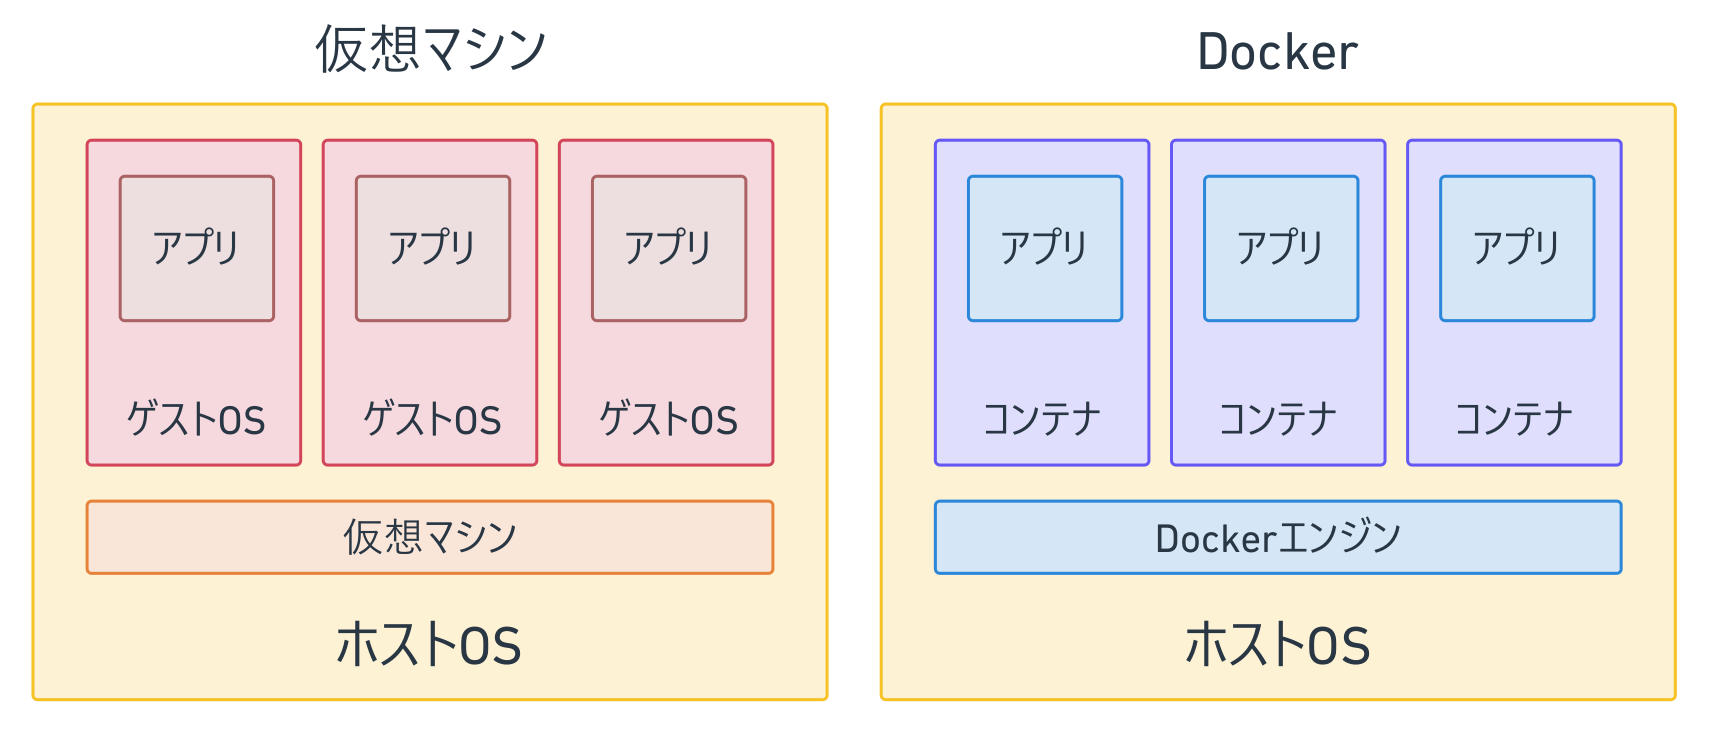 仮想マシン
アプリ
アプリ
アプリ
ゲストOS
ゲストOS
ゲストOS
仮想マシン
ホストOS
Docker
アプリ
アプリ
アプリ
コンテナ
コンテナ
コンテナ
Dockerエンジン
ホストOS